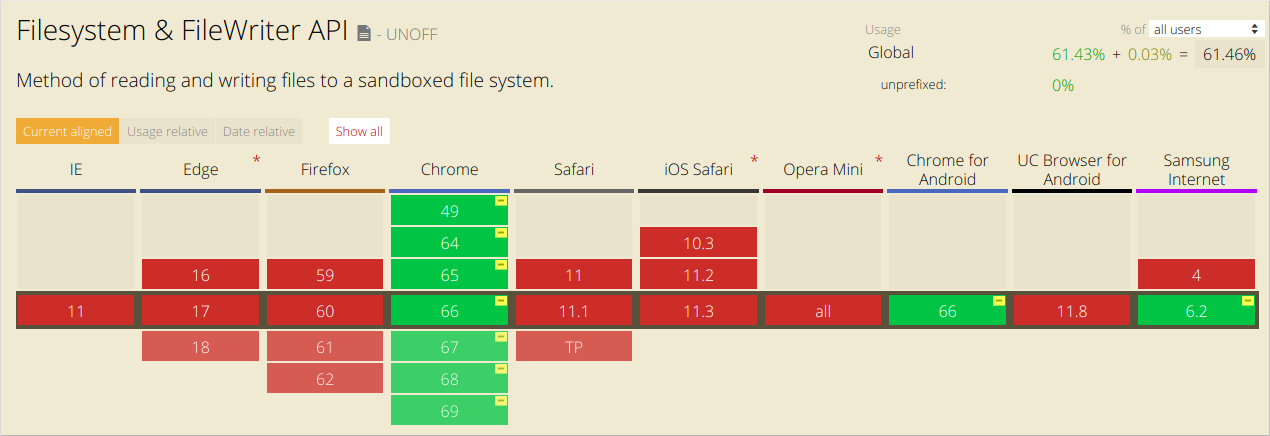 Filesystem & FileWriter API - UNOFF
Usage % of all users
Global 61.43% + 0.03% = 61.46%
unprefixed: 0%
Method of reading and writing files to a sandboxed file system.
Current aligned Usage relative Date relative Show all
IE Edge * Firefox Chrome Safari iOS Safari * Opera Mini * Chrome for Android UC Browser for Android Samsung Internet
49
64 10.3
16 59 65 11 11.2 4
11 17 60 66 11.1 11.3 all 66 11.8 6.2
18 61 67 TP
62 68
69